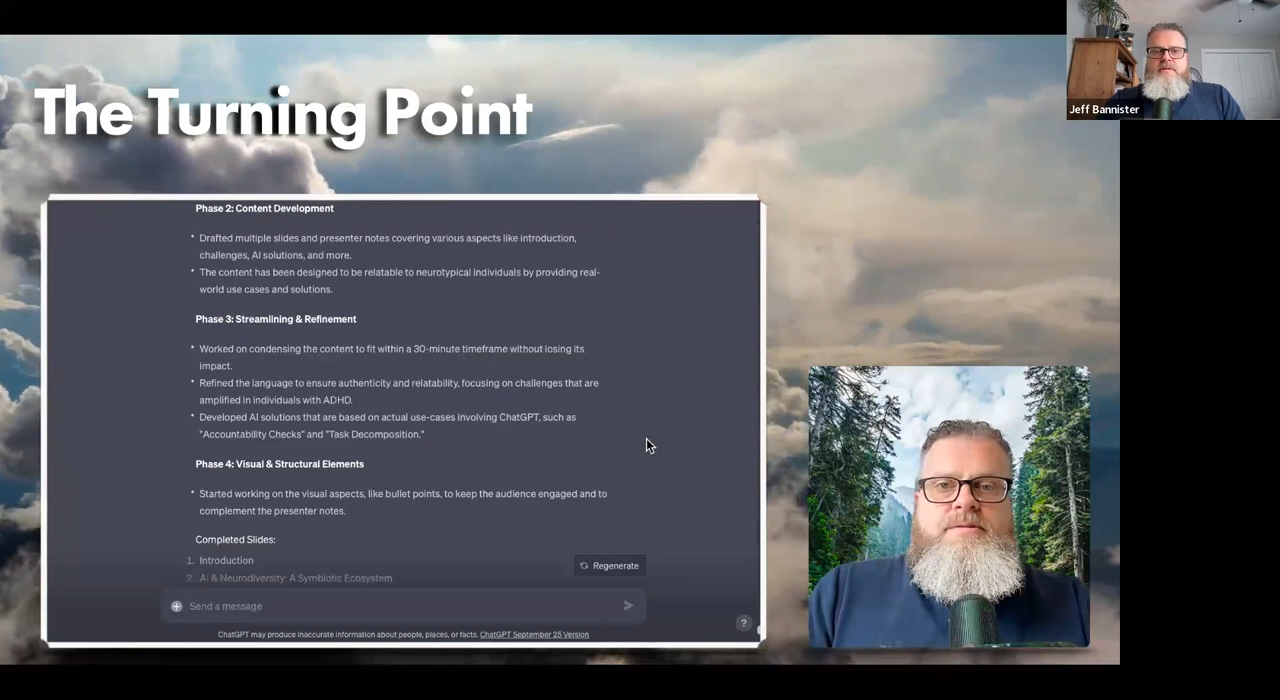 The Turning Point
Jeff Bannister
Phase 2: Content Development
• Drafted multiple slides and presenter notes covering various aspects like introduction,
challenges, AI solutions, and more.
• The content has been designed to be relatable to neurotypical individuals by providing real-
world use cases and solutions.
Phase 3: Streamlining & Refinement
• Worked on condensing the content to fit within a 30-minute timeframe without losing its
impact.
• Refined the language to ensure authenticity and relatability, focusing on challenges that are
amplified in individuals with ADHD.
• Developed AI solutions that are based on actual use-cases involving ChatGPT, such as
"Accountability Checks" and "Task Decomposition."
Phase 4: Visual & Structural Elements
• Started working on the visual aspects, like bullet points, to keep the audience engaged and to
complement the presenter notes.
Completed Slides:
1. Introduction
2. AI & Neurodiversity: A Symbiotic Ecosystem
Regenerate
Send a message
ChatGPT may produce inaccurate information about people, places, or facts. ChatGPT September 25 Version
?